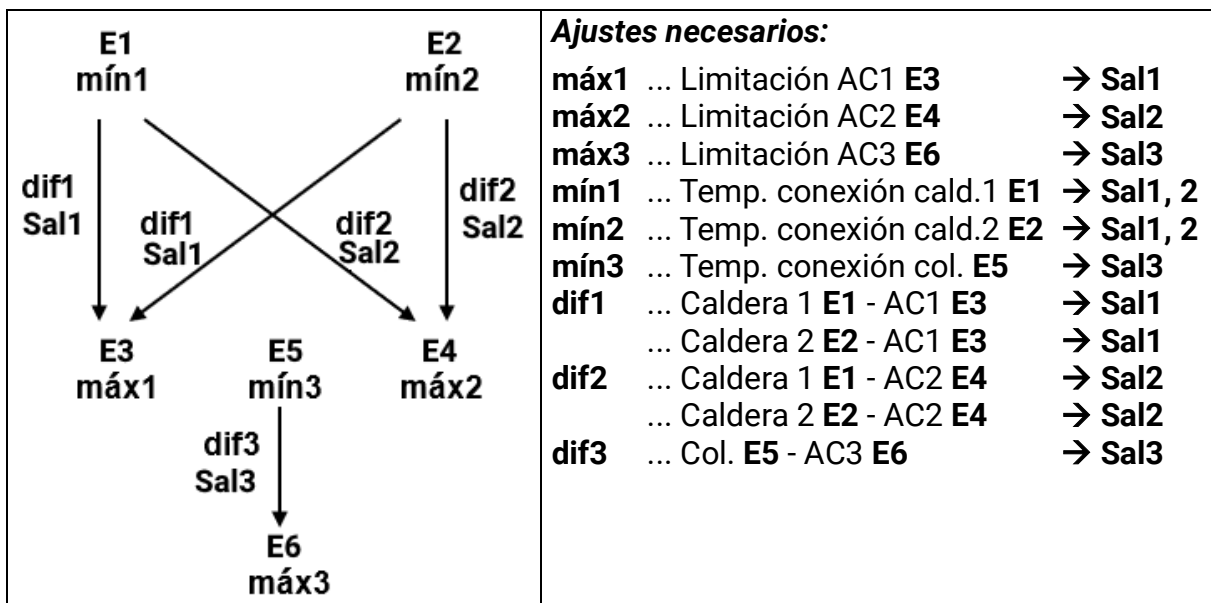 E1
mín1
E2
mín2
dif1
Sal1
dif1
Sal1
dif2
Sal2
dif2
Sal2
E3
máx1
E5
mín3
E4
máx2
dif3
Sal3
E6
máx3
Ajustes necesarios:
máx1 ... Limitación AC1 E3 → Sal1
máx2 ... Limitación AC2 E4 → Sal2
máx3 ... Limitación AC3 E6 → Sal3
mín1 ... Temp. conexión cald.1 E1 → Sal1, 2
mín2 ... Temp. conexión cald.2 E2 → Sal1, 2
mín3 ... Temp. conexión col. E5 → Sal3
dif1 ... Caldera 1 E1 - AC1 E3 → Sal1
... Caldera 2 E2 - AC1 E3 → Sal1
dif2 ... Caldera 1 E1 - AC2 E4 → Sal2
... Caldera 2 E2 - AC2 E4 → Sal2
dif3 ... Col. E5 - AC3 E6 → Sal3